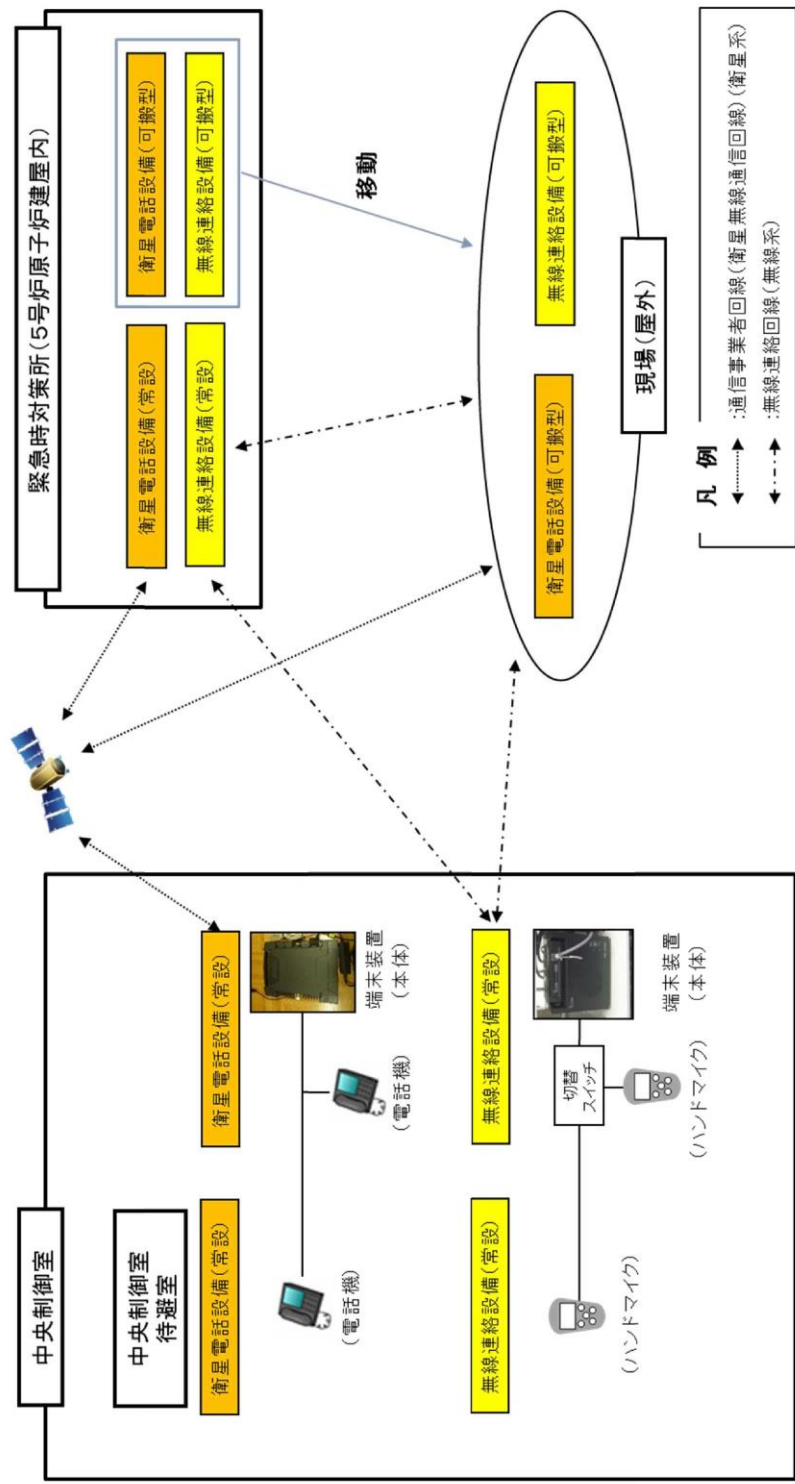 中央制御室
中央制御室
待避室
衛星電話設備(常設)
衛星電話設備(常設)
(電話機)
(電話機)
端末装置
(本体)
無線連絡設備(常設)
無線連絡設備(常設)
切替
スイッチ
(ハンドマイク)
(ハンドマイク)
端末装置
(本体)
緊急時対策所(5号炉原子炉建屋内)
衛星電話設備(常設)
衛星電話設備(可搬型)
無線連絡設備(常設)
無線連絡設備(可搬型)
移動
衛星電話設備(可搬型)
無線連絡設備(可搬型)
現場(屋外)
凡 例
:通信事業者回線(衛星無線通信回線)(衛星系)
:無線連絡回線(無線系)